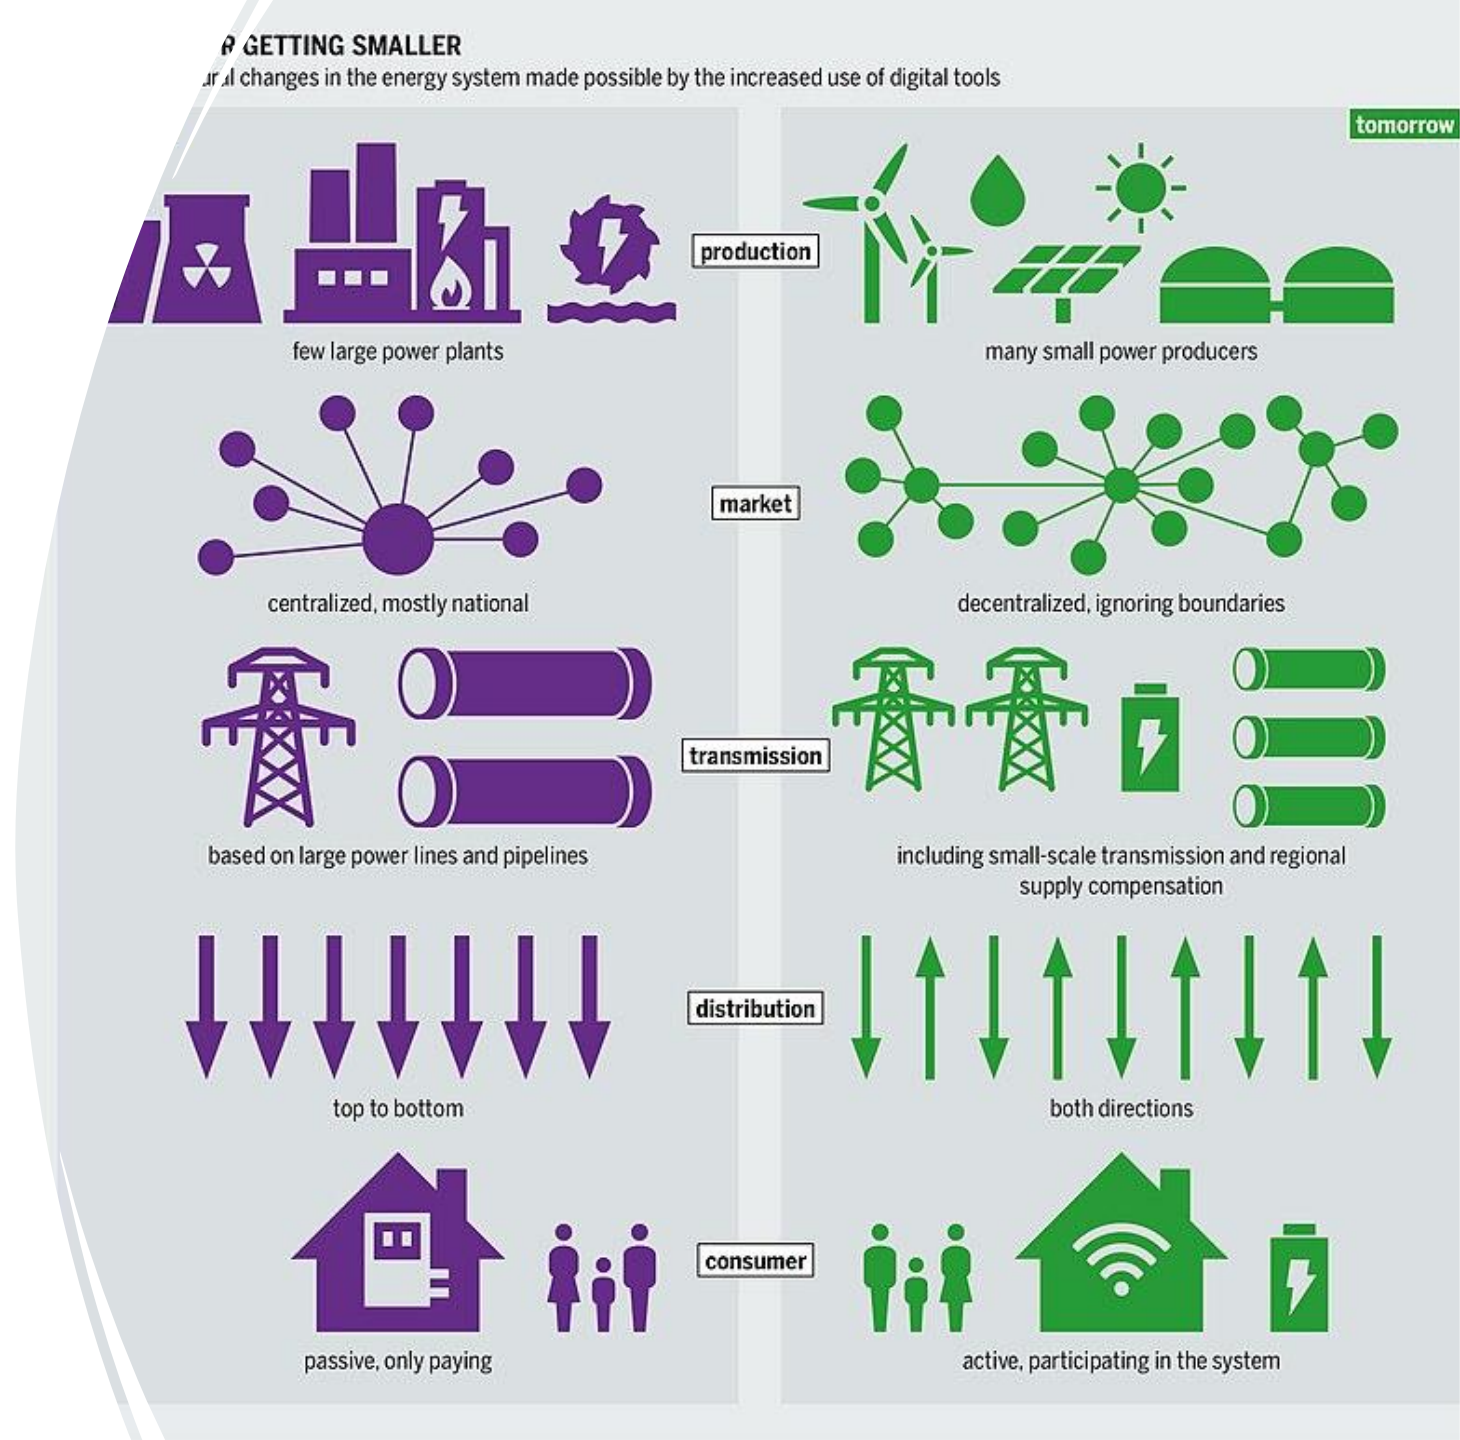 R GETTING SMALLER
ural changes in the energy system made possible by the increased use of digital tools
tomorrow
production
few large power plants
many small power producers
market
centralized, mostly national
decentralized, ignoring boundaries
transmission
based on large power lines and pipelines
including small-scale transmission and regional
supply compensation
distribution
top to bottom
both directions
consumer
passive, only paying
active, participating in the system